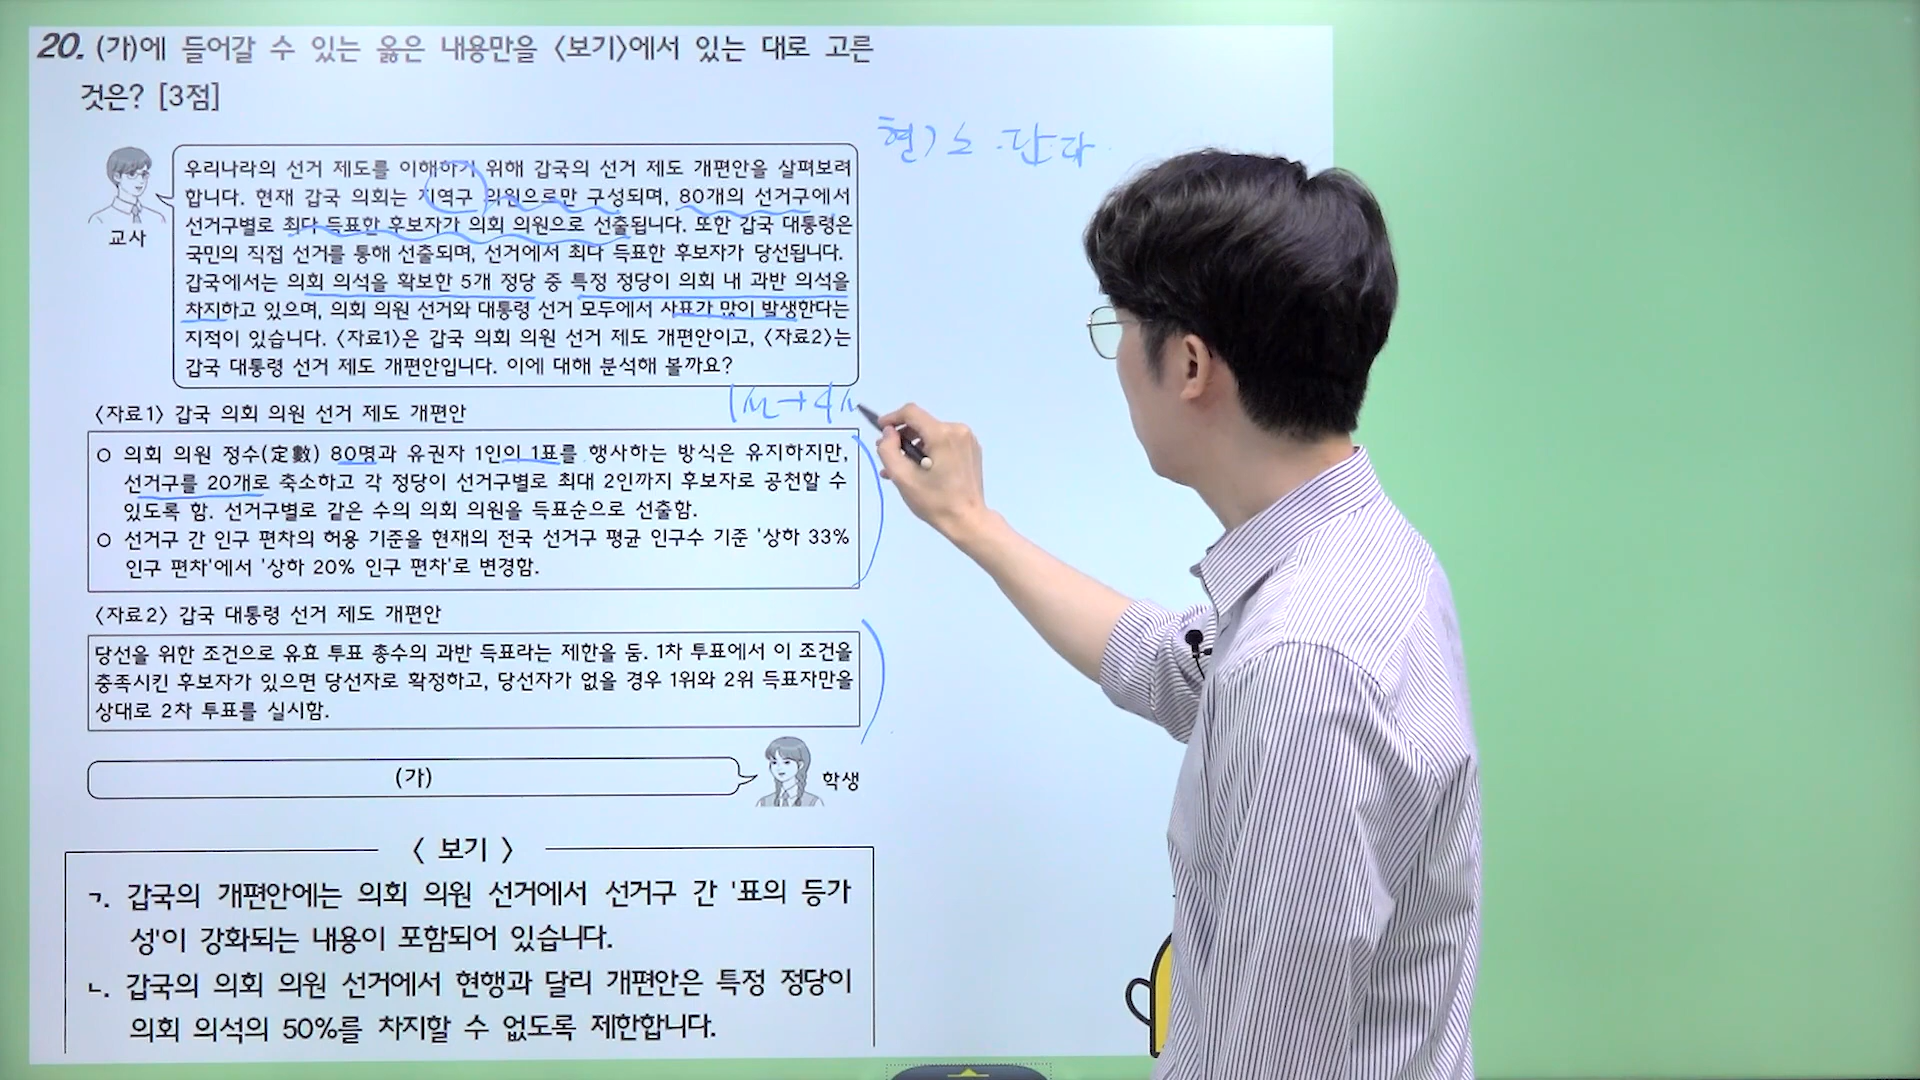 20. (가)에 들어갈 수 있는 옳은 내용만을 〈보기〉에서 있는 대로 고른
것은? [3점]
현) 소. 단. 다.
우리나라의 선거 제도를 이해하기 위해 갑국의 선거 제도 개편안을 살펴보려
합니다. 현재 갑국 의회는 지역구 의원으로만 구성되며, 80개의 선거구에서
선거구별로 최다 득표한 후보자가 의회 의원으로 선출됩니다. 또한 갑국 대통령은
국민의 직접 선거를 통해 선출되며, 선거에서 최다 득표한 후보자가 당선됩니다.
갑국에서는 의회 의석을 확보한 5개 정당 중 특정 정당이 의회 내 과반 의석을
차지하고 있으며, 의회 의원 선거와 대통령 선거 모두에서 사표가 많이 발생한다는
지적이 있습니다. 〈자료1〉은 갑국 의회 의원 선거 제도 개편안이고, 〈자료2〉는
갑국 대통령 선거 제도 개편안입니다. 이에 대해 분석해 볼까요?
교사
〈자료1〉 갑국 의회 의원 선거 제도 개편안
○ 의회 의원 정수(定數) 80명과 유권자 1인이 1표를 행사하는 방식은 유지하지만,
선거구를 20개로 축소하고 각 정당이 선거구별로 최대 2인까지 후보자로 공천할 수
있도록 함. 선거구별로 같은 수의 의회 의원을 득표순으로 선출함.
○ 선거구 간 인구 편차의 허용 기준을 현재의 전국 선거구 평균 인구수 기준 '상하 33%
인구 편차'에서 '상하 20% 인구 편차'로 변경함.
〈자료2〉 갑국 대통령 선거 제도 개편안
당선을 위한 조건으로 유효 투표 총수의 과반 득표라는 제한을 둠. 1차 투표에서 이 조건을
충족시킨 후보자가 있으면 당선자로 확정하고, 당선자가 없을 경우 1위와 2위 득표자만을
상대로 2차 투표를 실시함.
(가)
학생
〈 보기 〉
ㄱ. 갑국의 개편안에는 의회 의원 선거에서 선거구 간 '표의 등가
성'이 강화되는 내용이 포함되어 있습니다.
ㄴ. 갑국의 의회 의원 선거에서 현행과 달리 개편안은 특정 정당이
의회 의석의 50%를 차지할 수 없도록 제한합니다.